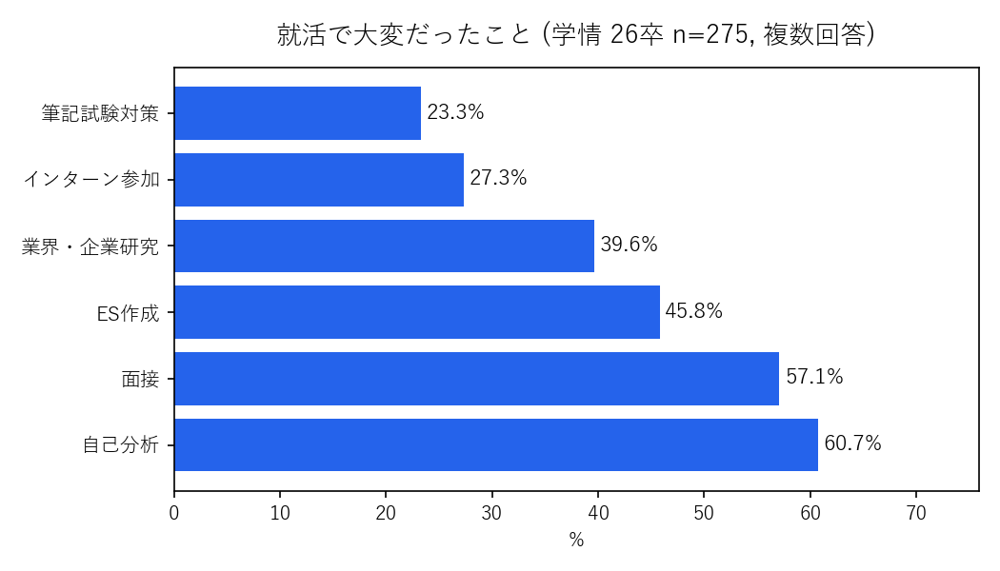 就活で大変だったこと (学情 26卒 n=275, 複数回答)
筆記試験対策 23.3%
インターン参加 27.3%
業界・企業研究 39.6%
ES作成 45.8%
面接 57.1%
自己分析 60.7%
0 10 20 30 40 50 60 70
%